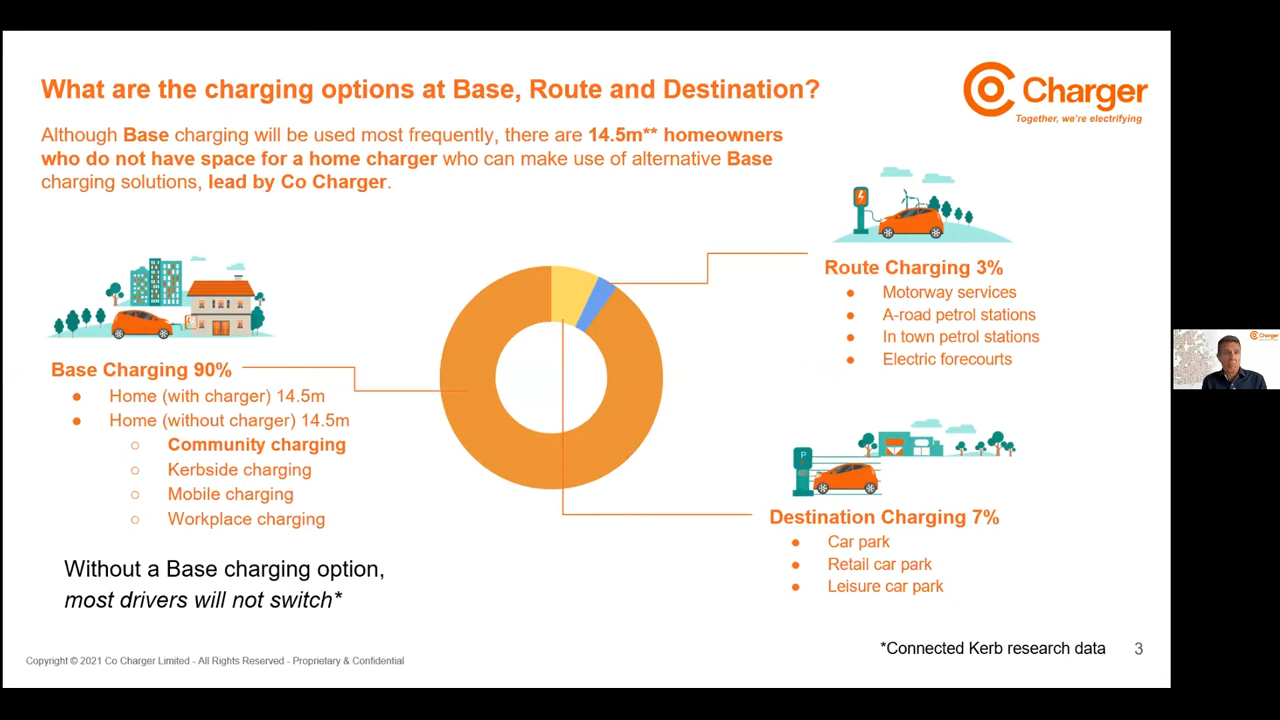 What are the charging options at Base, Route and Destination?
Co Charger
Together, we're electrifying
Although Base charging will be used most frequently, there are 14.5m** homeowners
who do not have space for a home charger who can make use of alternative Base
charging solutions, lead by Co Charger.
Route Charging 3%
● Motorway services
● A-road petrol stations
● In town petrol stations
● Electric forecourts
Base Charging 90%
● Home (with charger) 14.5m
● Home (without charger) 14.5m
○ Community charging
○ Kerbside charging
○ Mobile charging
○ Workplace charging
P
Destination Charging 7%
● Car park
● Retail car park
● Leisure car park
Without a Base charging option,
most drivers will not switch*
*Connected Kerb research data
3
Copyright © 2021 Co Charger Limited - All Rights Reserved - Proprietary & Confidential
Charger